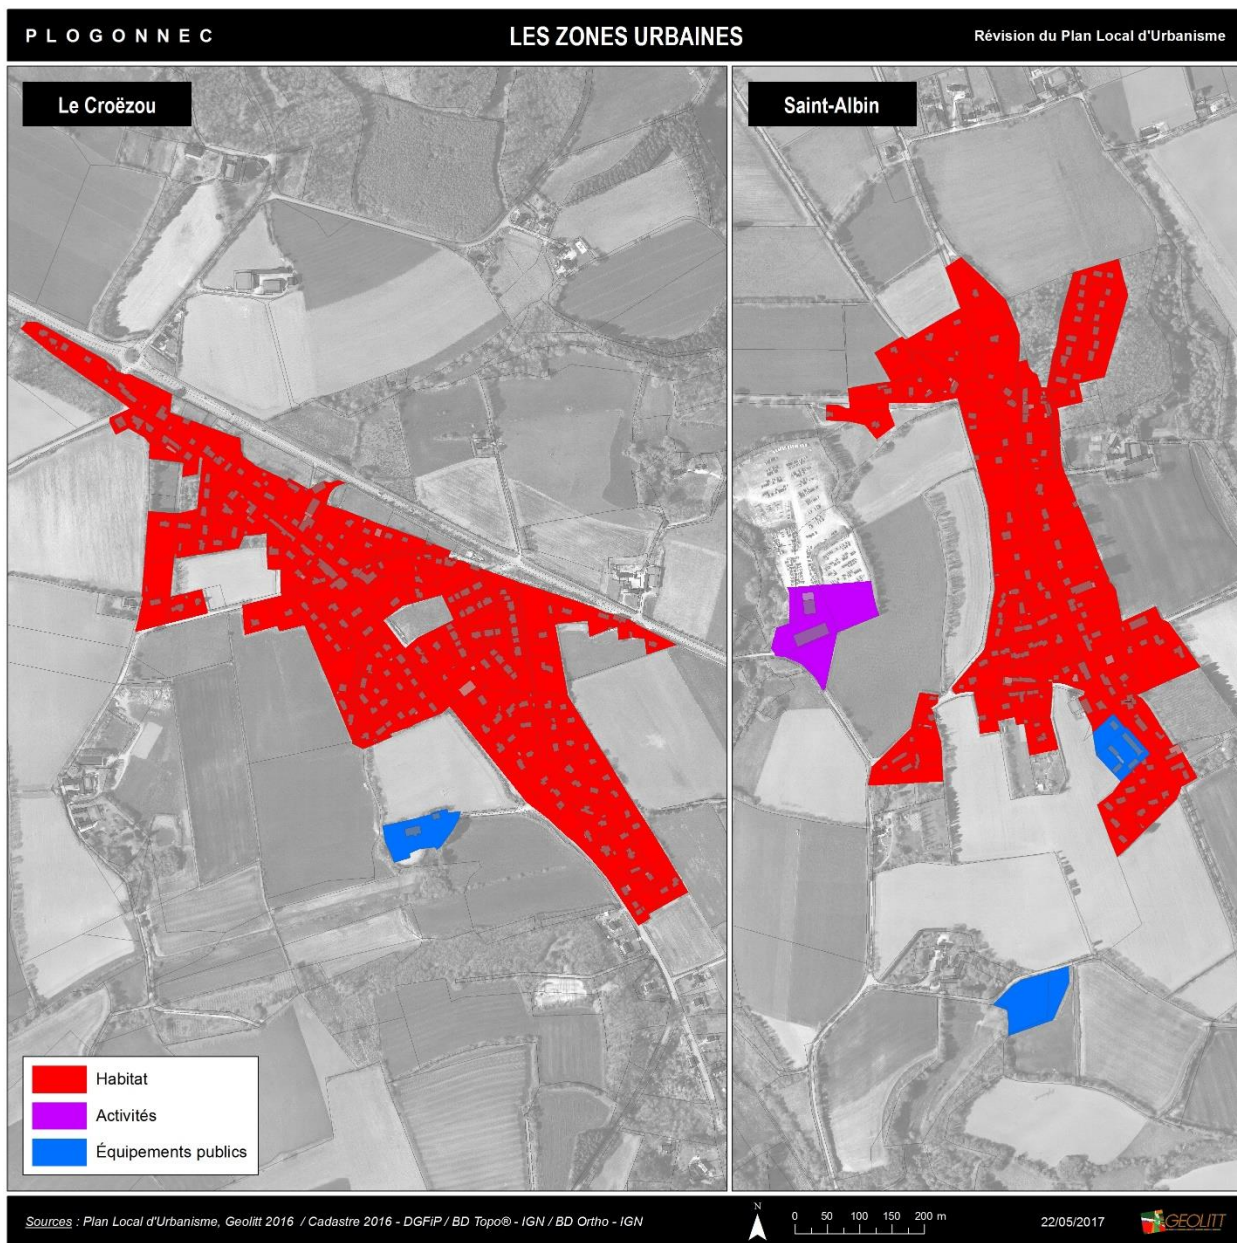 PLOGONNEC
LES ZONES URBAINES
Révision du Plan Local d'Urbanisme
Le Croëzou
Saint-Albin
Habitat
Activités
Équipements publics
Sources : Plan Local d'Urbanisme, Geolitt 2016 / Cadastre 2016 - DGFiP / BD Topo® - IGN / BD Ortho - IGN
N
0 50 100 150 200 m
22/05/2017
GEOLITT